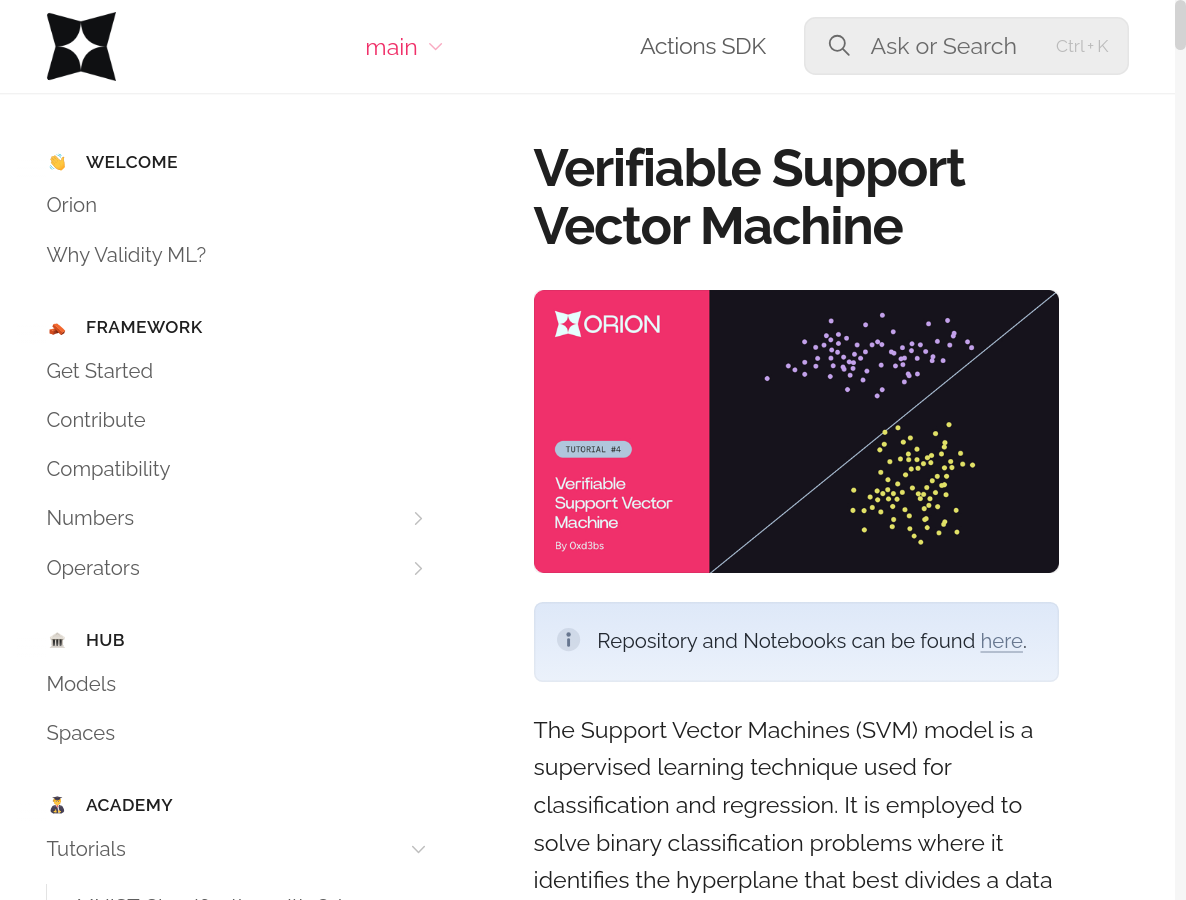 main
Actions SDK
Ask or Search
Ctrl + K
WELCOME
Orion
Why Validity ML?
FRAMEWORK
Get Started
Contribute
Compatibility
Numbers
Operators
HUB
Models
Spaces
ACADEMY
Tutorials
Verifiable Support
Vector Machine
ORION
TUTORIAL #4
Verifiable
Support Vector
Machine
By 0xd3bs
Repository and Notebooks can be found here.
The Support Vector Machines (SVM) model is a
supervised learning technique used for
classification and regression. It is employed to
solve binary classification problems where it
identifies the hyperplane that best divides a data